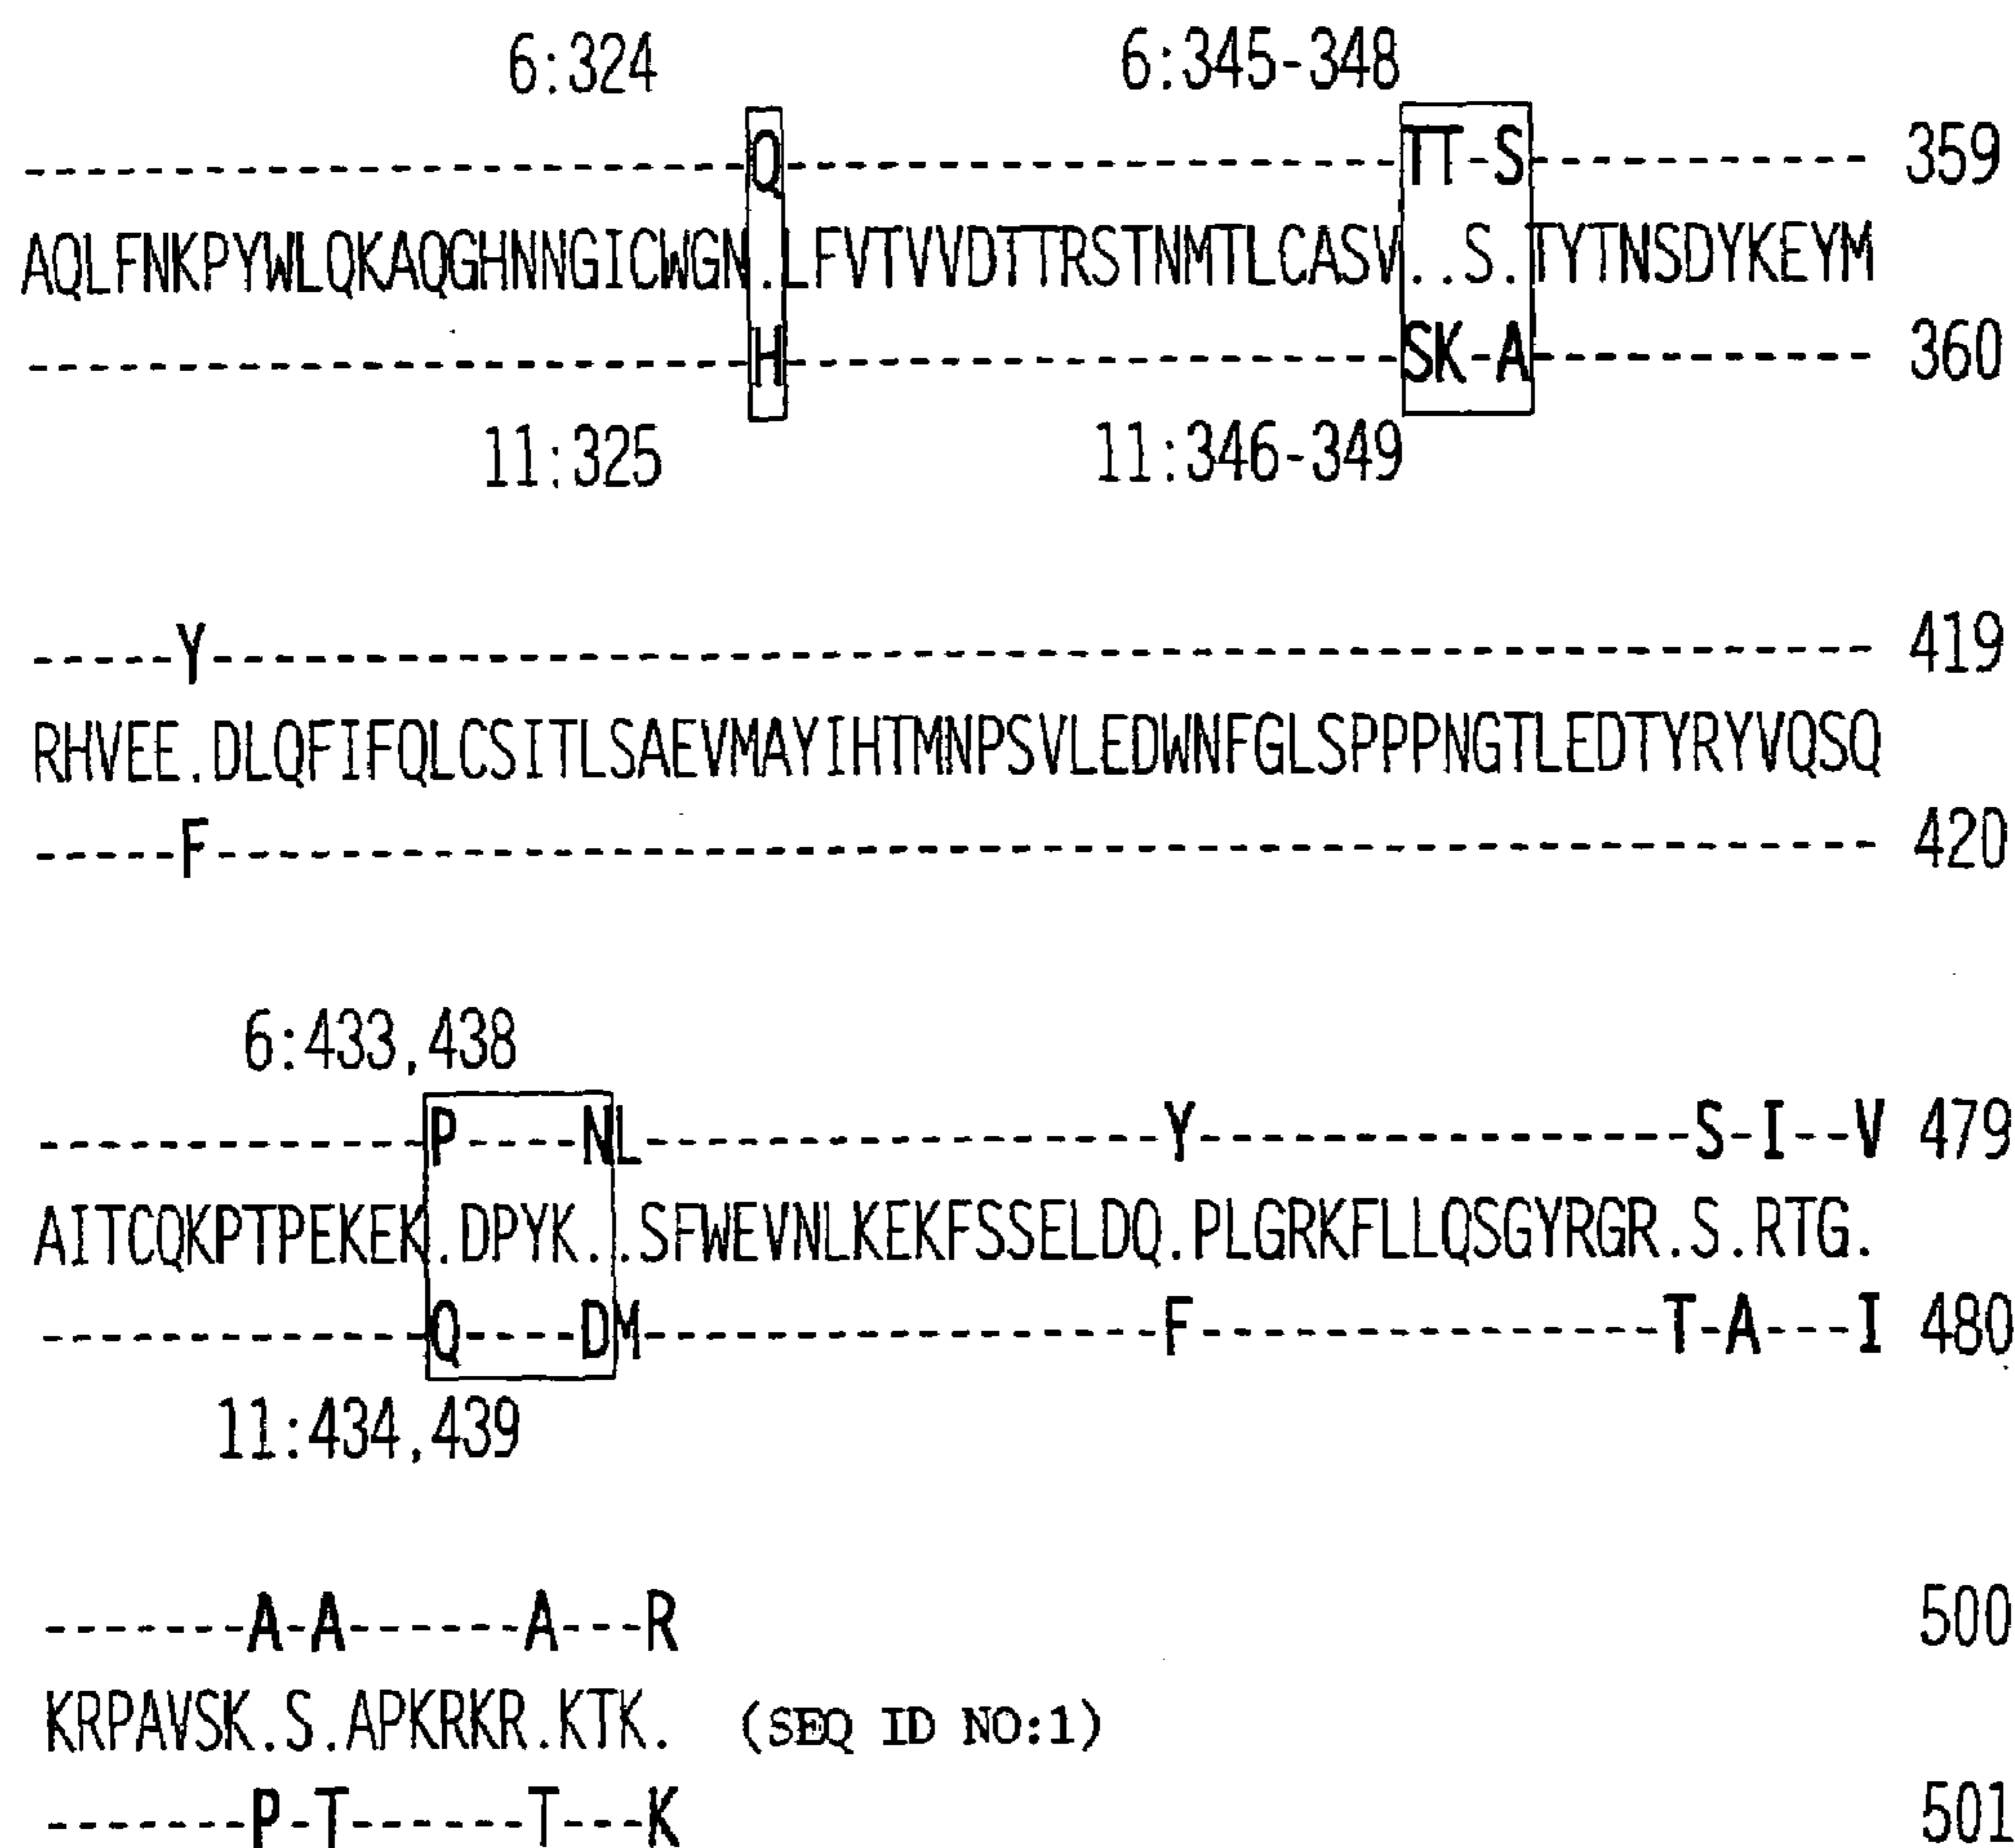 6:324 6:345-348
------------------------Q--------------------TT-S----------- 359
AQLFNKPYWLQKAQGHNNGICWGN.LFVTVVDTTRSTNMTLCASV..S.TYTNSDYKEYM
------------------------H--------------------SK-A----------- 360
11:325 11:346-349
-----Y------------------------------------------------------ 419
RHVEE.DLQFIFQLCSITLSAEVMAYIHTMNPSVLEDWNFGLSPPPNGTLEDTYRYVQSQ
-----F------------------------------------------------------ 420
6:433,438
-------------P----NL-----------------Y----------------S-I--V 479
AITCQKPTPEKEK.DPYK..SFWEVNLKEKFSSELDQ.PLGRKFLLQSGYRGR.S.RTG.
-------------Q----DM-----------------F---------------T-A---I 480
11:434,439
-------A-A------A---R 500
KRPAVSK.S.APKRKR.KTK. (SEQ ID NO:1)
-------P-T------T---K 501